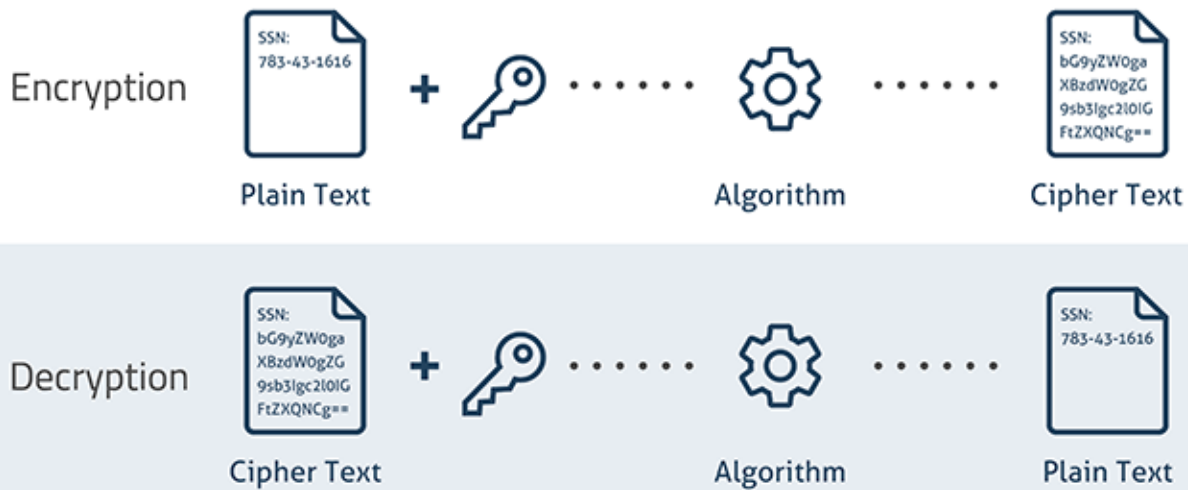 Encryption
SSN:
783-43-1616
+
SSN:
bG9yZW0ga
XBzdW0gZG
9sb3Igc2l0IG
FtZXQNCg==
Plain Text
Algorithm
Cipher Text
Decryption
SSN:
bG9yZW0ga
XBzdW0gZG
9sb3Igc2l0IG
FtZXQNCg==
+
SSN:
783-43-1616
Cipher Text
Algorithm
Plain Text